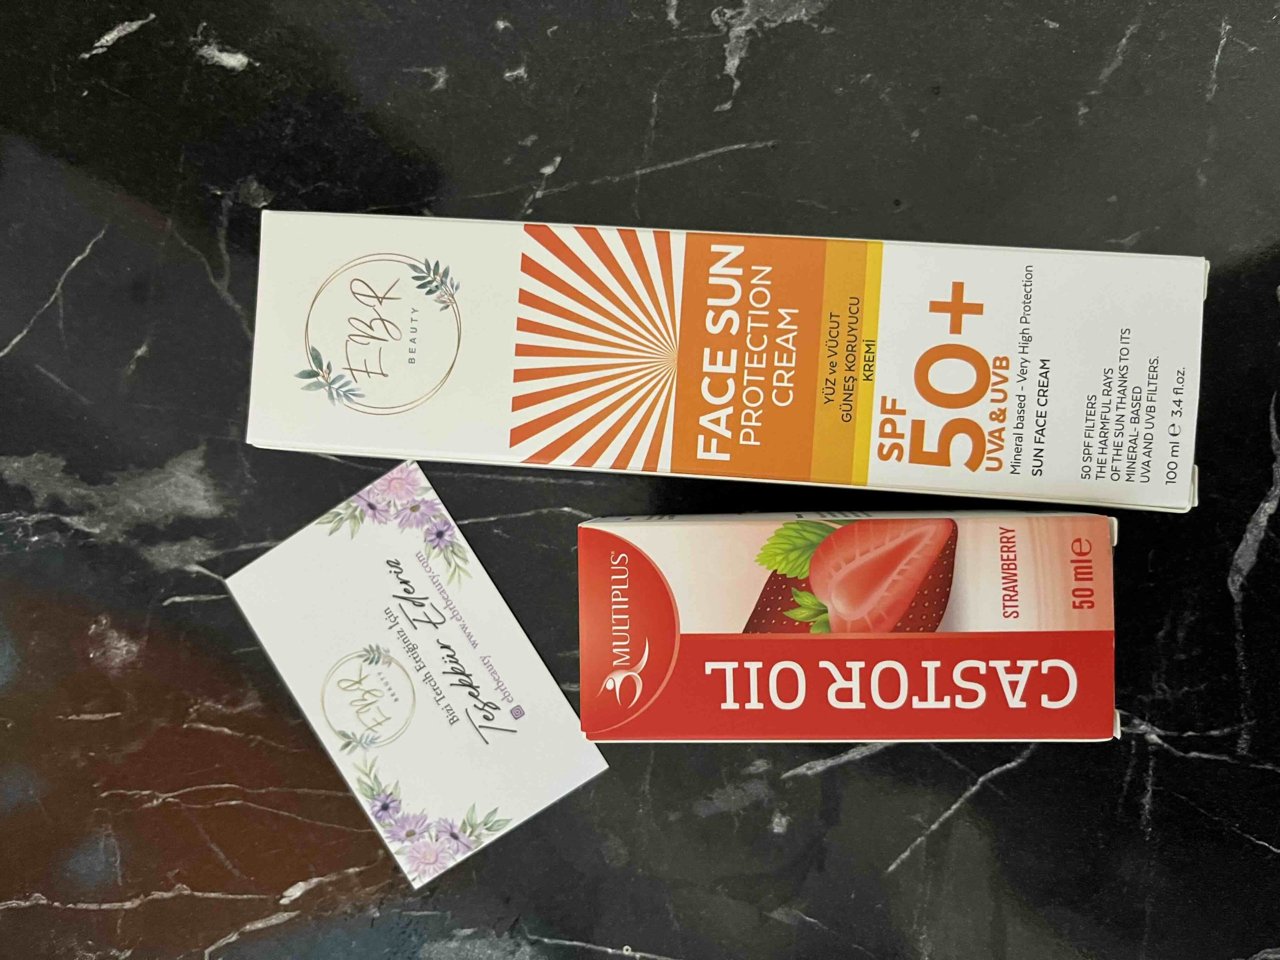 EBR
BEAUTY
FACE SUN
PROTECTION
CREAM
YÜZ ve VÜCUT
GÜNEŞ KORUYUCU
KREMİ
SPF
50+
UVA & UVB
Mineral based - Very High Protection
SUN FACE CREAM
50 SPF FILTERS
THE HARMFUL RAYS
OF THE SUN THANKS TO ITS
MINERAL- BASED
UVA AND UVB FILTERS.
100 ml ℮ 3.4 fl.oz.
EBR
BEAUTY
Bizi Tercih Ettiğiniz İçin
Teşekkür Ederiz
ebrbeauty www.ebrbeauty.com
MULTIPLUS®
STRAWBERRY
50 ml℮
CASTOR OIL